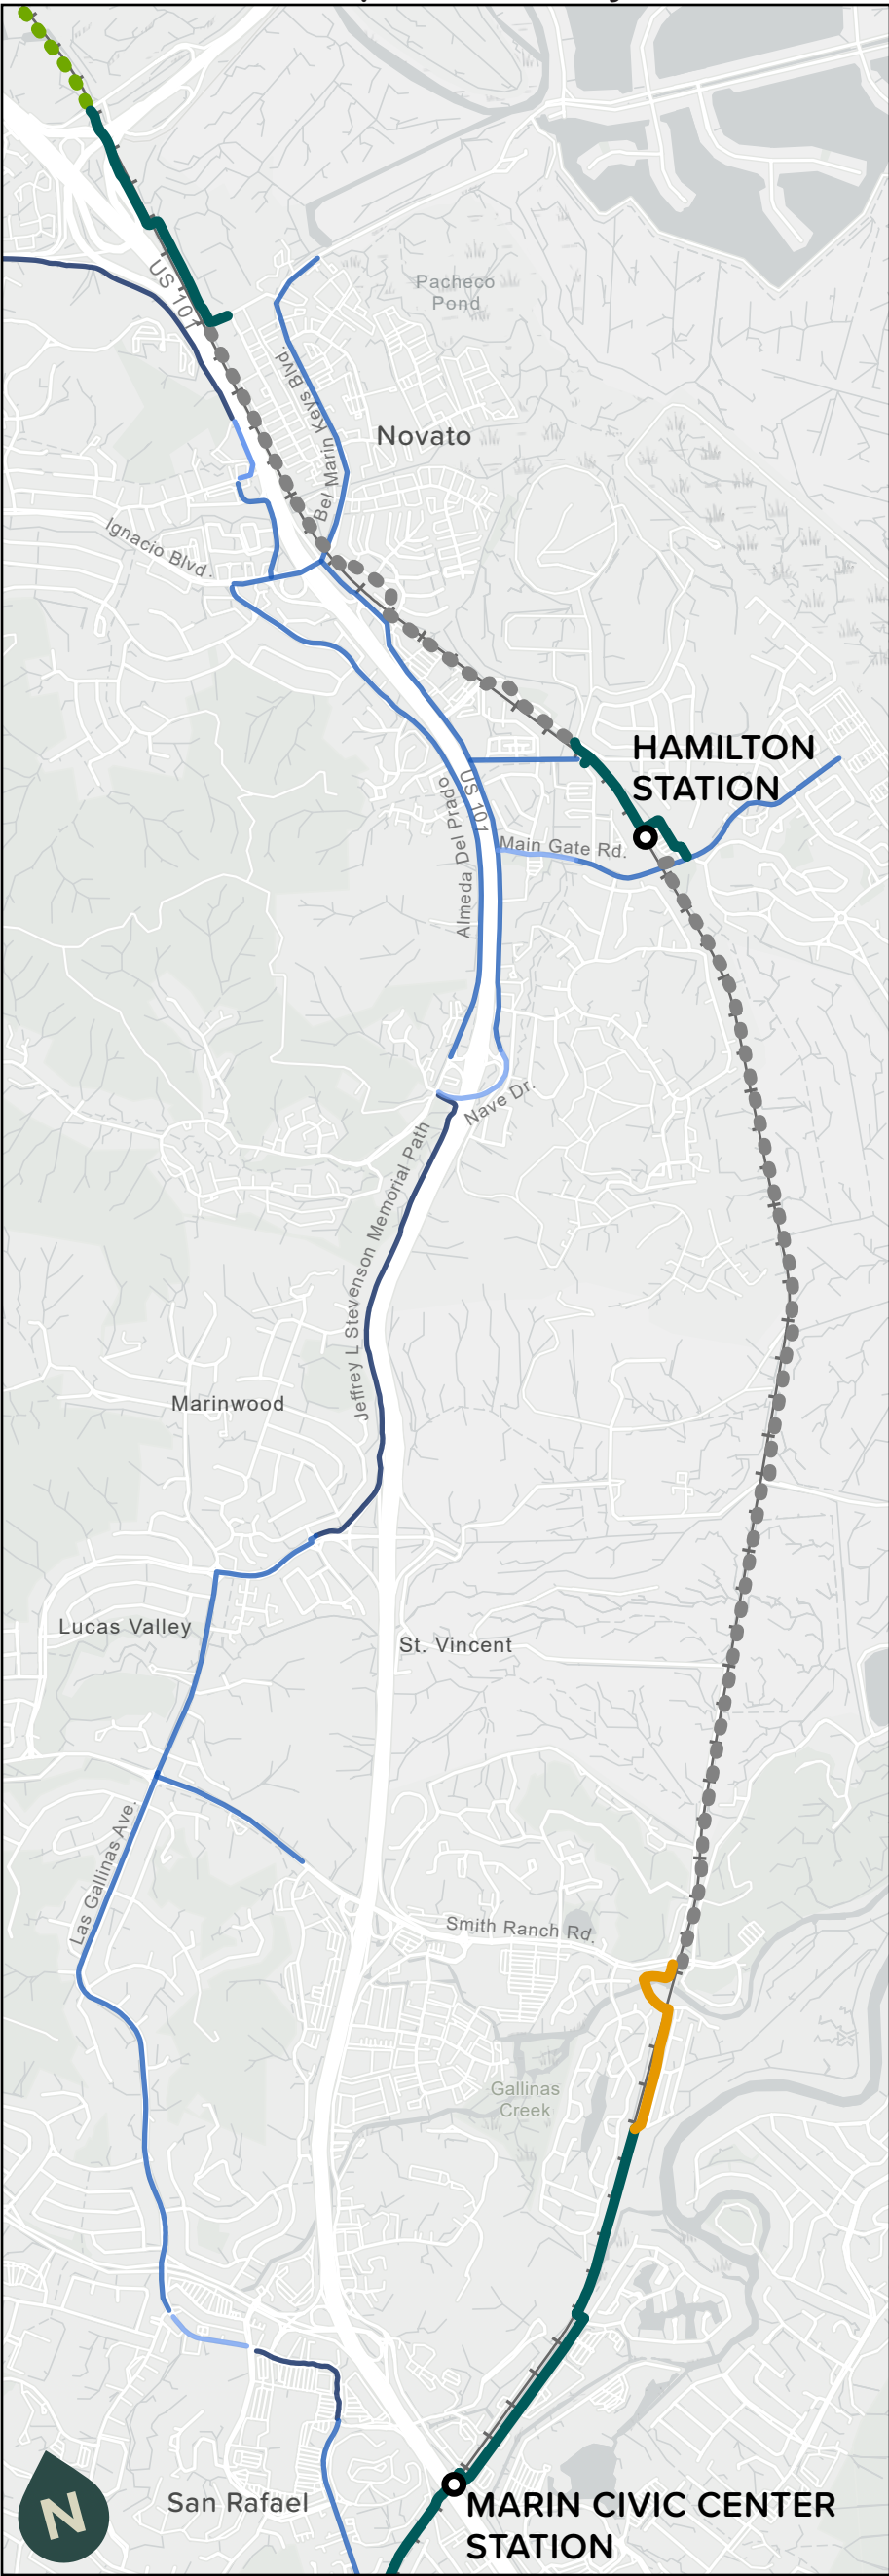 US 101
Pacheco
Pond
Bel Marin Keys Blvd.
Novato
Ignacio Blvd.
HAMILTON
STATION
US 101
Almeda Del Prado
Main Gate Rd.
Nave Dr.
Jeffrey L Stevenson Memorial Path
Marinwood
Lucas Valley
St. Vincent
Las Gallinas Ave.
Smith Ranch Rd.
Gallinas
Creek
N
San Rafael
MARIN CIVIC CENTER
STATION